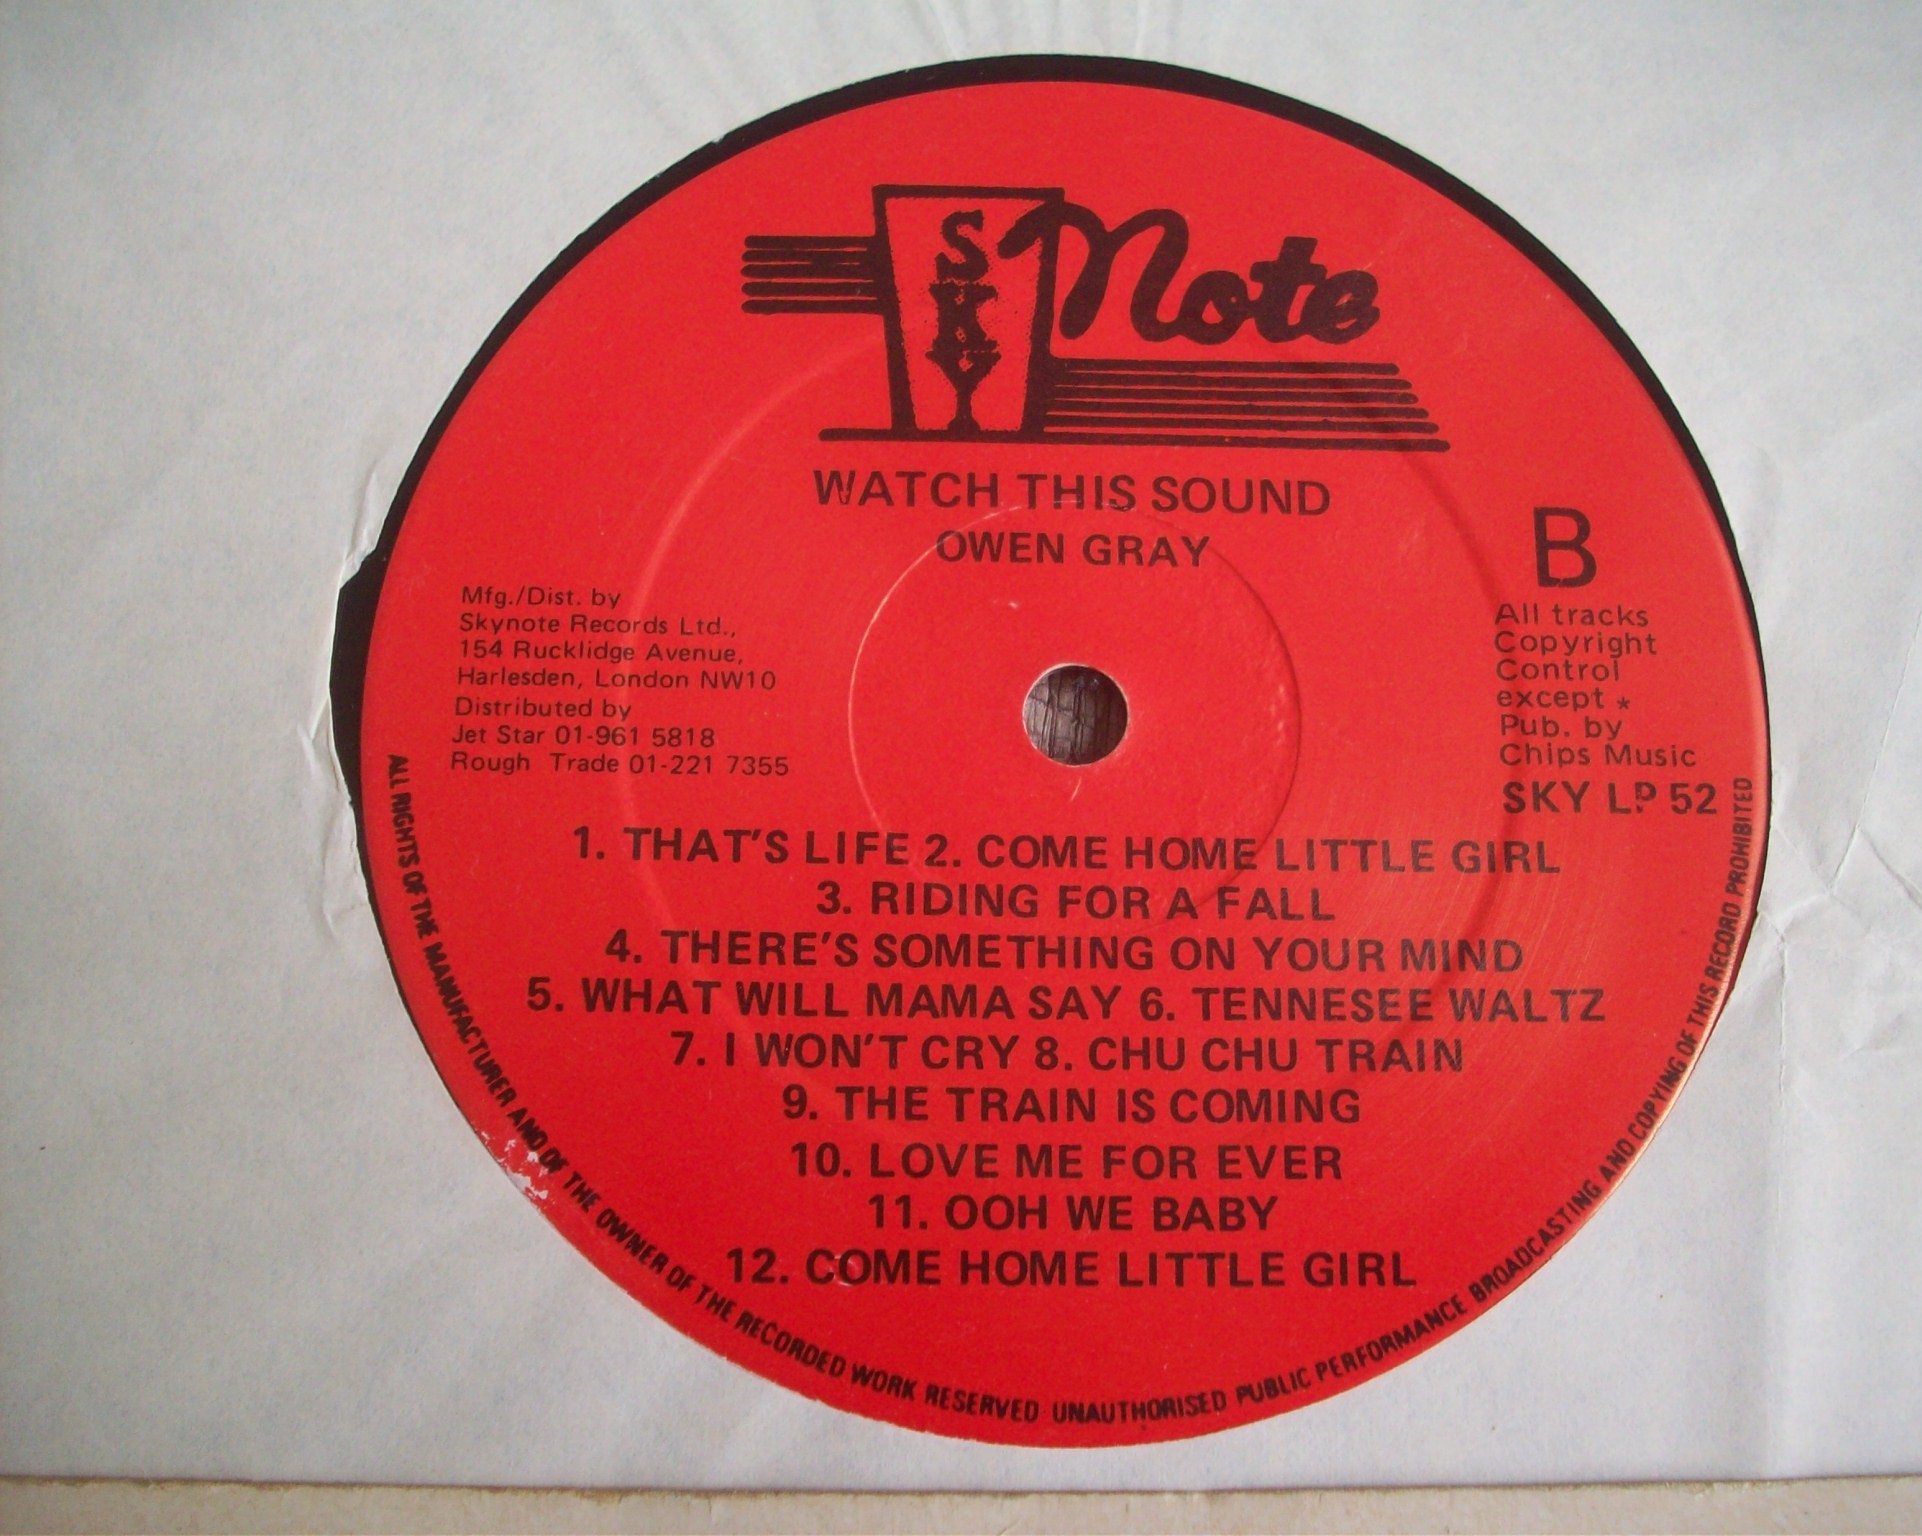 SKY Note
WATCH THIS SOUND
OWEN GRAY
B
Mfg./Dist. by
Skynote Records Ltd.,
154 Rucklidge Avenue,
Harlesden, London NW10
Distributed by
Jet Star 01-961 5818
Rough Trade 01-221 7355
All tracks
Copyright
Control
except *
Pub. by
Chips Music
SKY LP 52
1. THAT'S LIFE 2. COME HOME LITTLE GIRL
3. RIDING FOR A FALL
4. THERE'S SOMETHING ON YOUR MIND
5. WHAT WILL MAMA SAY 6. TENNESEE WALTZ
7. I WON'T CRY 8. CHU CHU TRAIN
9. THE TRAIN IS COMING
10. LOVE ME FOR EVER
11. OOH WE BABY
12. COME HOME LITTLE GIRL
ALL RIGHTS OF THE MANUFACTURER AND OF THE OWNER OF THE RECORDED WORK RESERVED UNAUTHORISED PUBLIC PERFORMANCE BROADCASTING AND COPYING OF THIS RECORD PROHIBITED